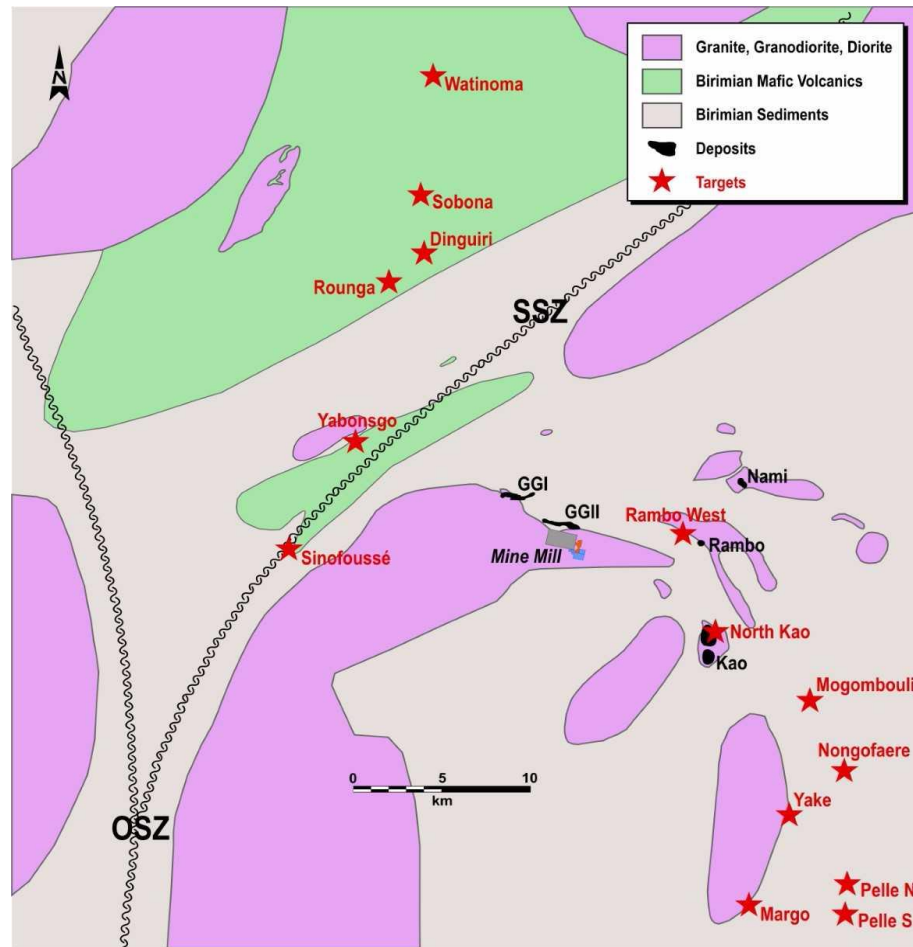 N
Granite, Granodiorite, Diorite
Birimian Mafic Volcanics
Birimian Sediments
Deposits
Targets
Watinoma
Sobona
Dinguiri
Rounga
SSZ
Yabonsgo
GGI
Nami
GGII
Rambo West
Rambo
Sinofoussé
Mine Mill
North Kao
Kao
Mogombouli
Nongofaere
0 5 10
km
Yake
OSZ
Pelle N
Margo
Pelle S